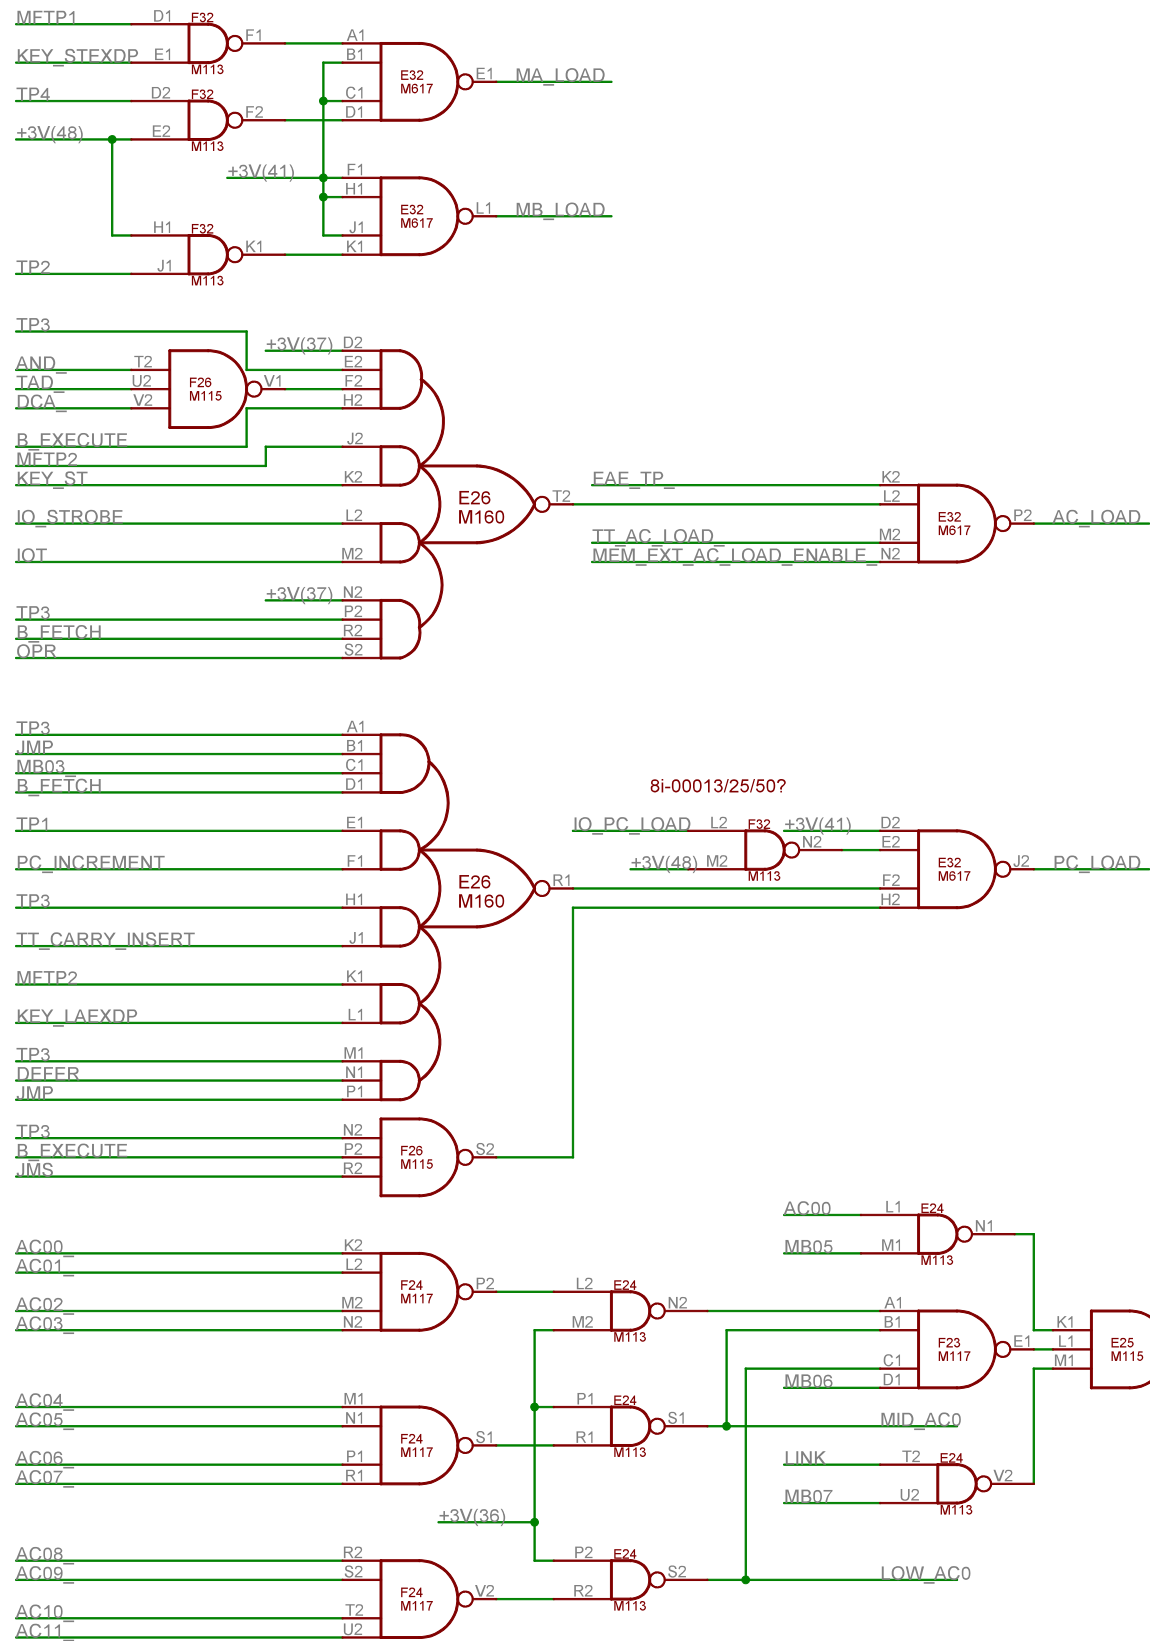 MFTP1 D1 F32 F1 A1
KEY_STEXDP E1 M113 B1 E32 M617 E1 MA_LOAD
TP4 D2 F32 F2 C1
+3V(48) E2 M113 D1
+3V(41) F1
H1 E32 M617 L1 MB_LOAD
H1 F32 K1 J1
TP2 J1 M113 K1
TP3 +3V(37) D2
AND_ T2 E2
TAD_ U2 F26 M115 V1 F2
DCA_ V2 H2
B_EXECUTE J2
MFTP2
KEY_ST K2 EAE_TP_ K2
E26 M160 T2 L2 E32 M617 P2 AC_LOAD
IO_STROBE L2 TT_AC_LOAD_ M2
IOT M2 MEM_EXT_AC_LOAD_ENABLE_ N2
+3V(37) N2
TP3 P2
B_FETCH R2
OPR S2
TP3 A1
JMP B1
MB03_ C1
B_FETCH D1 8i-00013/25/50?
TP1 E1 IO_PC_LOAD L2 F32 +3V(41) D2
N2 E2
PC_INCREMENT F1 +3V(48) M2 M113 E32 M617 J2 PC_LOAD
E26 M160 R1 F2
TP3 H1 H2
TT_CARRY_INSERT J1
MFTP2 K1
KEY_LAEXDP L1
TP3 M1
DEFER N1
JMP P1
TP3 N2
B_EXECUTE P2 F26 M115 S2
JMS R2
AC00 L1 E24 N1
AC00_ K2 MB05 M1 M113
AC01_ L2 F24 M117 P2 L2 E24 N2
AC02_ M2 A1
AC03_ N2 M2 M113 B1 K1
F23 M117 E1 L1 E25 M115
C1 M1
MB06 D1
AC04_ M1 P1 E24 S1
AC05_ N1 MID_AC0
F24 M117 S1 R1 M113
AC06_ P1 LINK T2 E24 V2
AC07_ R1 MB07 U2 M113
+3V(36)
AC08_ R2 P2 E24
AC09_ S2 S2 LOW_AC0
F24 M117 V2 R2 M113
AC10_ T2
AC11_ U2